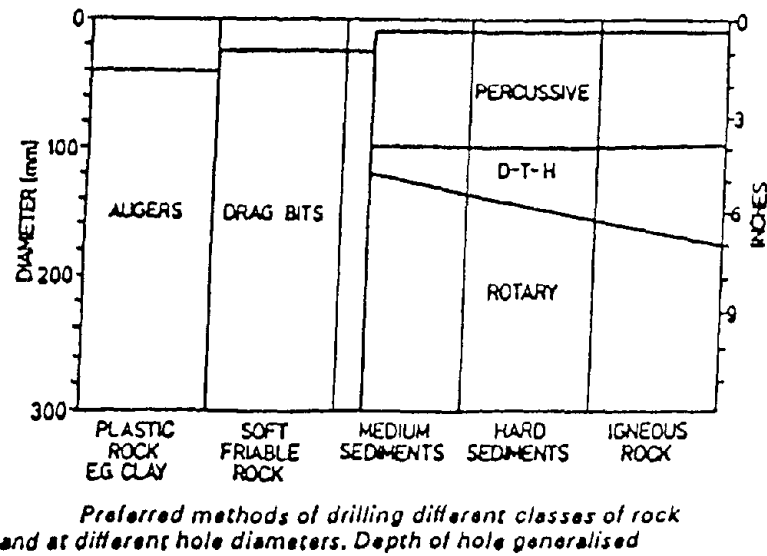 0
100
200
300
DIAMETER (mm)
0
3
6
9
INCHES
PERCUSSIVE
D-T-H
AUGERS
DRAG BITS
ROTARY
PLASTIC
ROCK
EG CLAY
SOFT
FRIABLE
ROCK
MEDIUM
SEDIMENTS
HARD
SEDIMENTS
IGNEOUS
ROCK
Preferred methods of drilling different classes of rock
and at different hole diameters. Depth of hole generalised